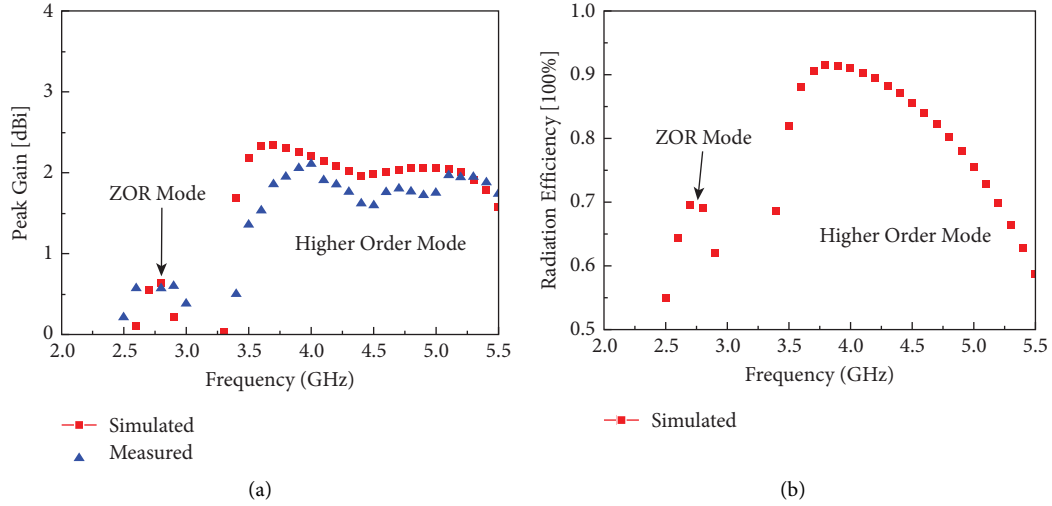 4
3
2
1
0
Peak Gain [dBi]
ZOR Mode
Higher Order Mode
2.0 2.5 3.0 3.5 4.0 4.5 5.0 5.5
Frequency (GHz)
Simulated
Measured
(a)
1.0
0.9
0.8
0.7
0.6
0.5
Radiation Efficiency [100%]
ZOR Mode
Higher Order Mode
2.0 2.5 3.0 3.5 4.0 4.5 5.0 5.5
Frequency (GHz)
Simulated
(b)